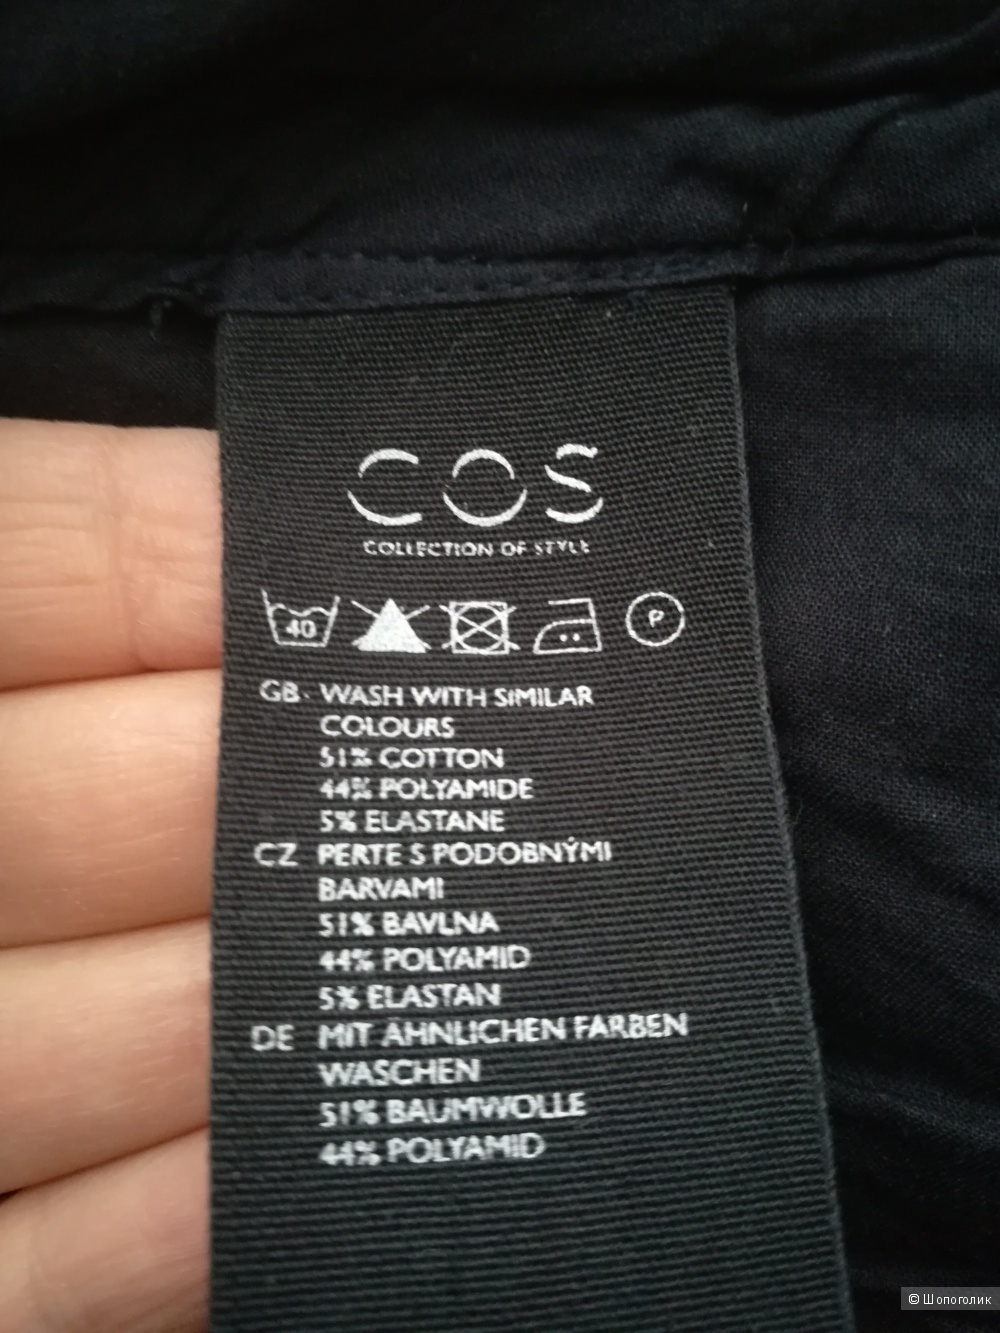 COS
COLLECTION OF STYLE
40 P
GB. WASH WITH SIMILAR
COLOURS
51% COTTON
44% POLYAMIDE
5% ELASTANE
CZ PERTE S PODOBNÝMI
BARVAMI
51% BAVLNA
44% POLYAMID
5% ELASTAN
DE MIT ÄHNLICHEN FARBEN
WASCHEN
51% BAUMWOLLE
44% POLYAMID
© Шопоголик